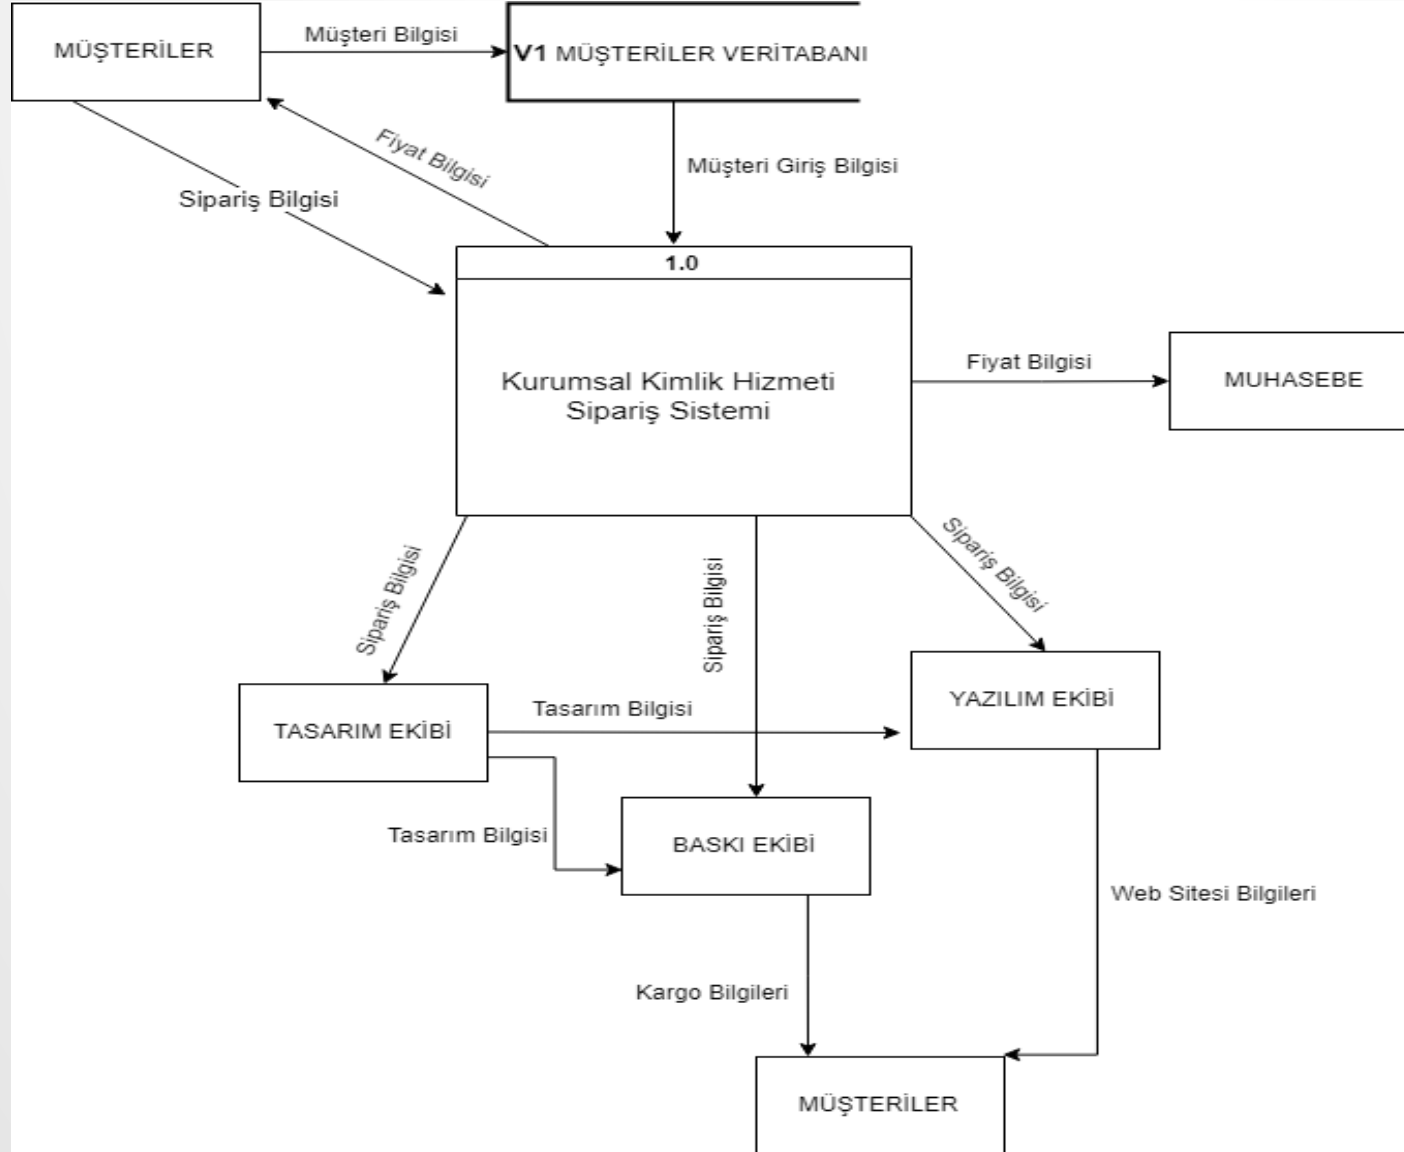 MÜŞTERİLER
Müşteri Bilgisi
V1 MÜŞTERİLER VERİTABANI
Fiyat Bilgisi
Müşteri Giriş Bilgisi
Sipariş Bilgisi
1.0
Kurumsal Kimlik Hizmeti
Sipariş Sistemi
Fiyat Bilgisi
MUHASEBE
Sipariş Bilgisi
Sipariş Bilgisi
Sipariş Bilgisi
YAZILIM EKİBİ
TASARIM EKİBİ
Tasarım Bilgisi
Tasarım Bilgisi
BASKI EKİBİ
Web Sitesi Bilgileri
Kargo Bilgileri
MÜŞTERİLER